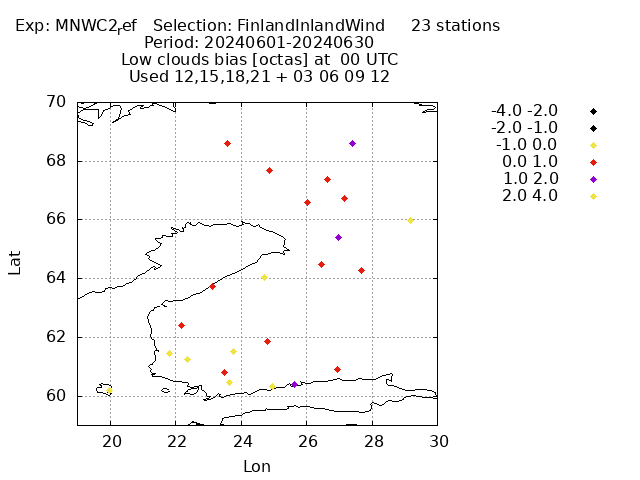 Exp: MNWC2ref   Selection: FinlandInlandWind     23 stations
Period: 20240601-20240630
Low clouds bias [octas] at  00 UTC
Used 12,15,18,21 + 03 06 09 12
-4.0 -2.0
-2.0 -1.0
-1.0 0.0
0.0 1.0
1.0 2.0
2.0 4.0
70
68
66
64
62
60
Lat
20 22 24 26 28 30
Lon